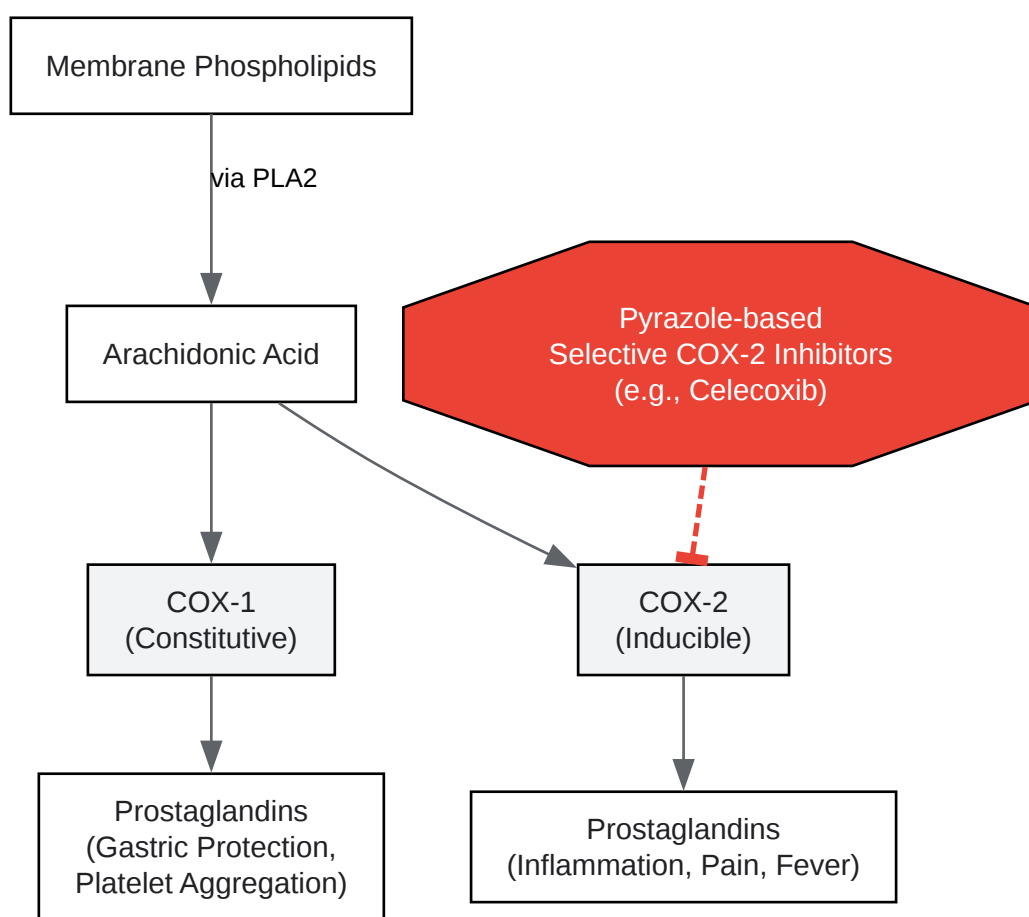 Membrane Phospholipids
via PLA2
Arachidonic Acid
Pyrazole-based
Selective COX-2 Inhibitors
(e.g., Celecoxib)
COX-1
(Constitutive)
COX-2
(Inducible)
Prostaglandins
(Gastric Protection,
Platelet Aggregation)
Prostaglandins
(Inflammation, Pain, Fever)